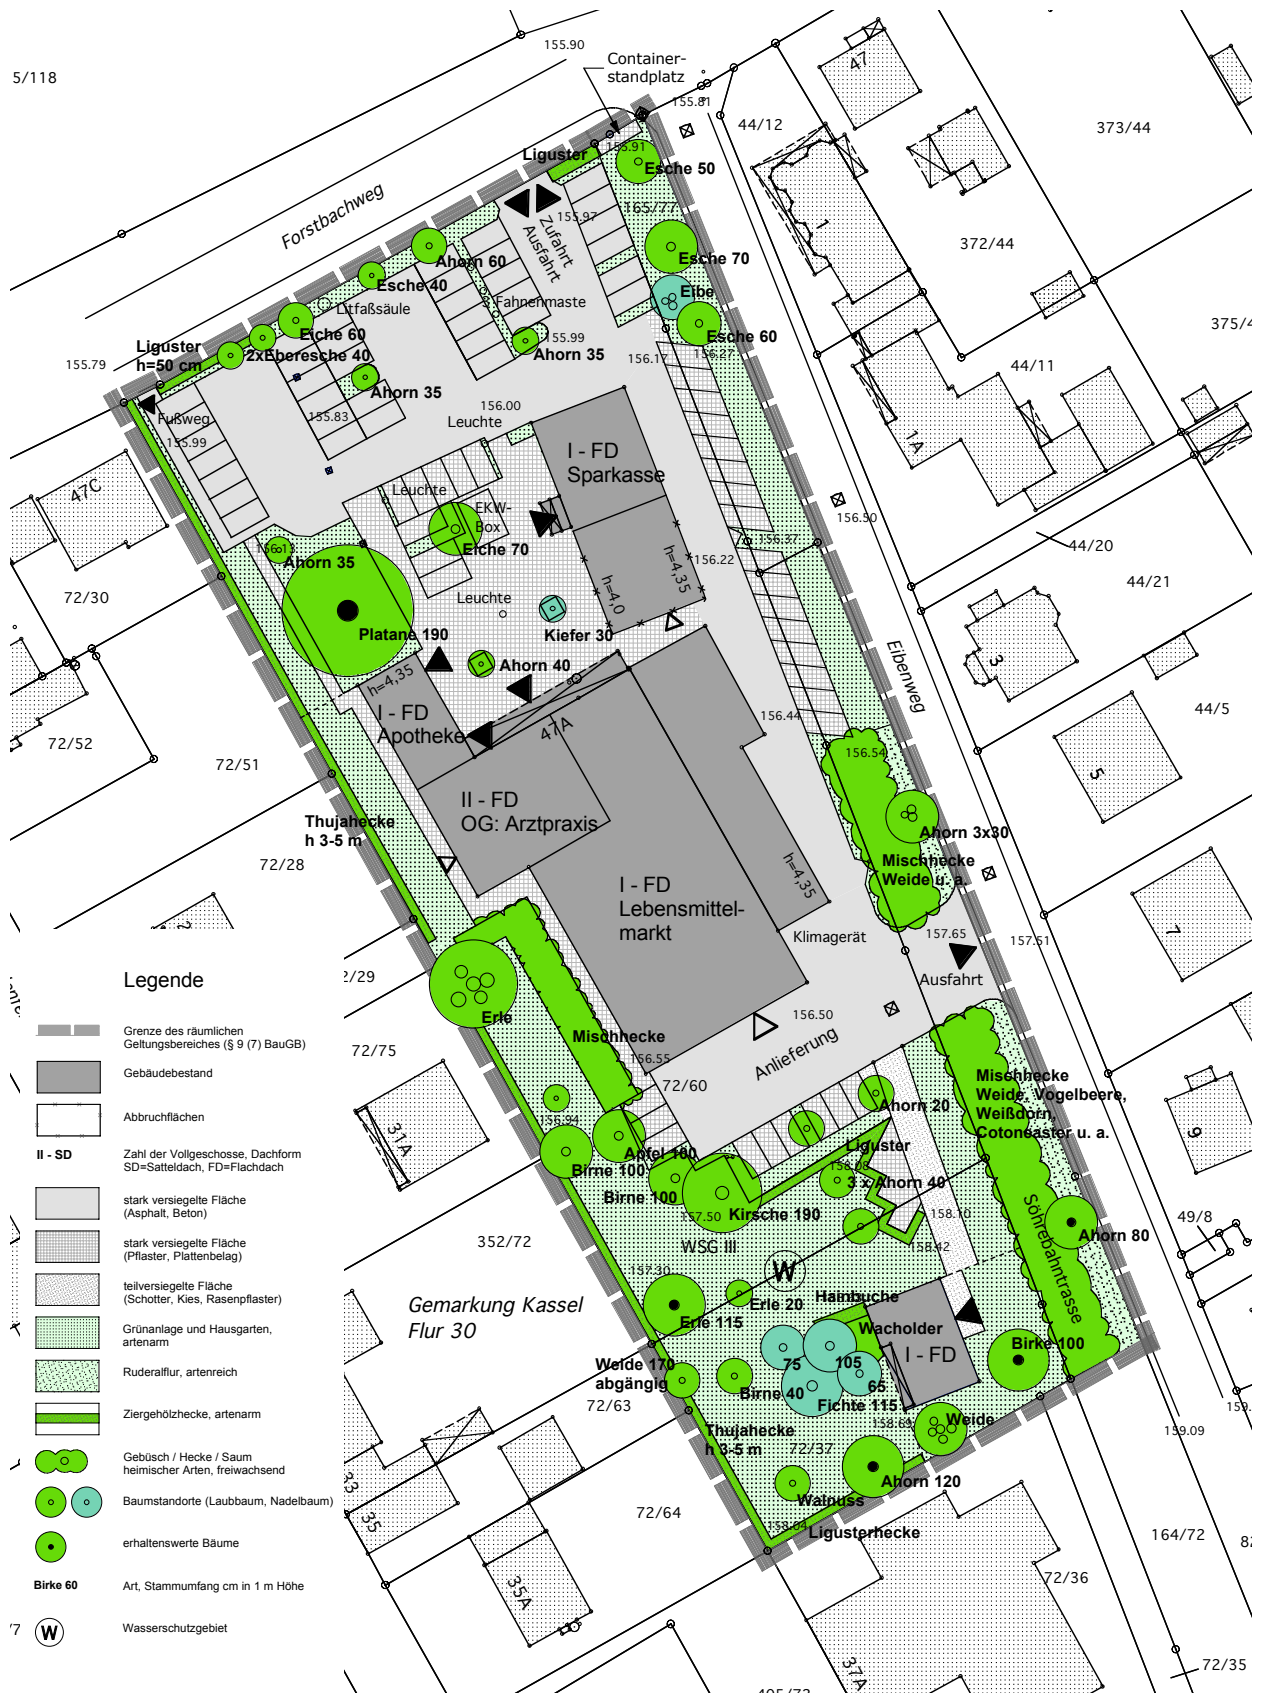 155.90
Container-
standplatz
5/118
47
155.81
44/12
373/44
155.91
Liguster
Esche 50
Forstbachweg
155.97
165/77
1
Zufahrt
Ausfahrt
372/44
Ahorn 60
Esche 70
Esche 40
Eibe
Fahnenmaste
Litfaßsäule
Eiche 60
155.99
Esche 60
375/4
Liguster
h=50 cm
2xEberesche 40
Ahorn 35
156.17
156.27
155.79
44/11
Ahorn 35
156.00
Fußweg
155.83
Leuchte
155.99
1A
I - FD
Sparkasse
47C
Leuchte
EKW-
Box
156.50
Eiche 70
156.37
44/20
156.13
Ahorn 35
156.22
h=4,35
44/21
72/30
Leuchte
h=4,0
Platane 190
Kiefer 30
3
Eibenweg
Ahorn 40
h=4,35
44/5
I - FD
Apotheke
47A
156.44
72/52
72/51
156.54
5
II - FD
OG: Arztpraxis
Thujahecke
h 3-5 m
Ahorn 3x30
72/28
Mischhecke
Weide u. a.
h=4,35
I - FD
Lebensmittel-
markt
7
Klimagerät
157.65
157.51
Legende
2/29
Ausfahrt
Erle
156.50
Grenze des räumlichen
Geltungsbereiches (§ 9 (7) BauGB)
Mischhecke
Anlieferung
72/75
156.55
Gebäudebestand
72/60
Mischhecke
Weide, Vogelbeere,
Weißdorn,
Cotoneaster u. a.
Abbruchflächen
156.94
Ahorn 20
31A
9
Liguster
II - SD
Zahl der Vollgeschosse, Dachform
SD=Satteldach, FD=Flachdach
Apfel 100
Birne 100
158.08
3 x Ahorn 40
Birne 100
stark versiegelte Fläche
(Asphalt, Beton)
157.50
Kirsche 190
158.10
Söhrebahntrasse
49/8
Ahorn 80
352/72
WSG III
158.42
stark versiegelte Fläche
(Pflaster, Plattenbelag)
157.30
W
teilversiegelte Fläche
(Schotter, Kies, Rasenpflaster)
Gemarkung Kassel
Flur 30
Erle 20
Hainbuche
Erle 115
Grünanlage und Hausgarten,
artenarm
Wacholder
Birke 100
I - FD
Ruderalflur, artenreich
Weide 170
abgängig
75
105
65
Birne 40
Fichte 115
72/63
Ziergehölzhecke, artenarm
Weide
158.69
159.09
Thujahecke
h 3-5 m
72/37
Gebüsch / Hecke / Saum
heimischer Arten, freiwachsend
33
Ahorn 120
Baumstandorte (Laubbaum, Nadelbaum)
Walnuss
35
72/64
158.04
Ligusterhecke
164/72
erhaltenswerte Bäume
Birke 60
Art, Stammumfang cm in 1 m Höhe
35A
72/36
W
Wasserschutzgebiet
37A
72/35